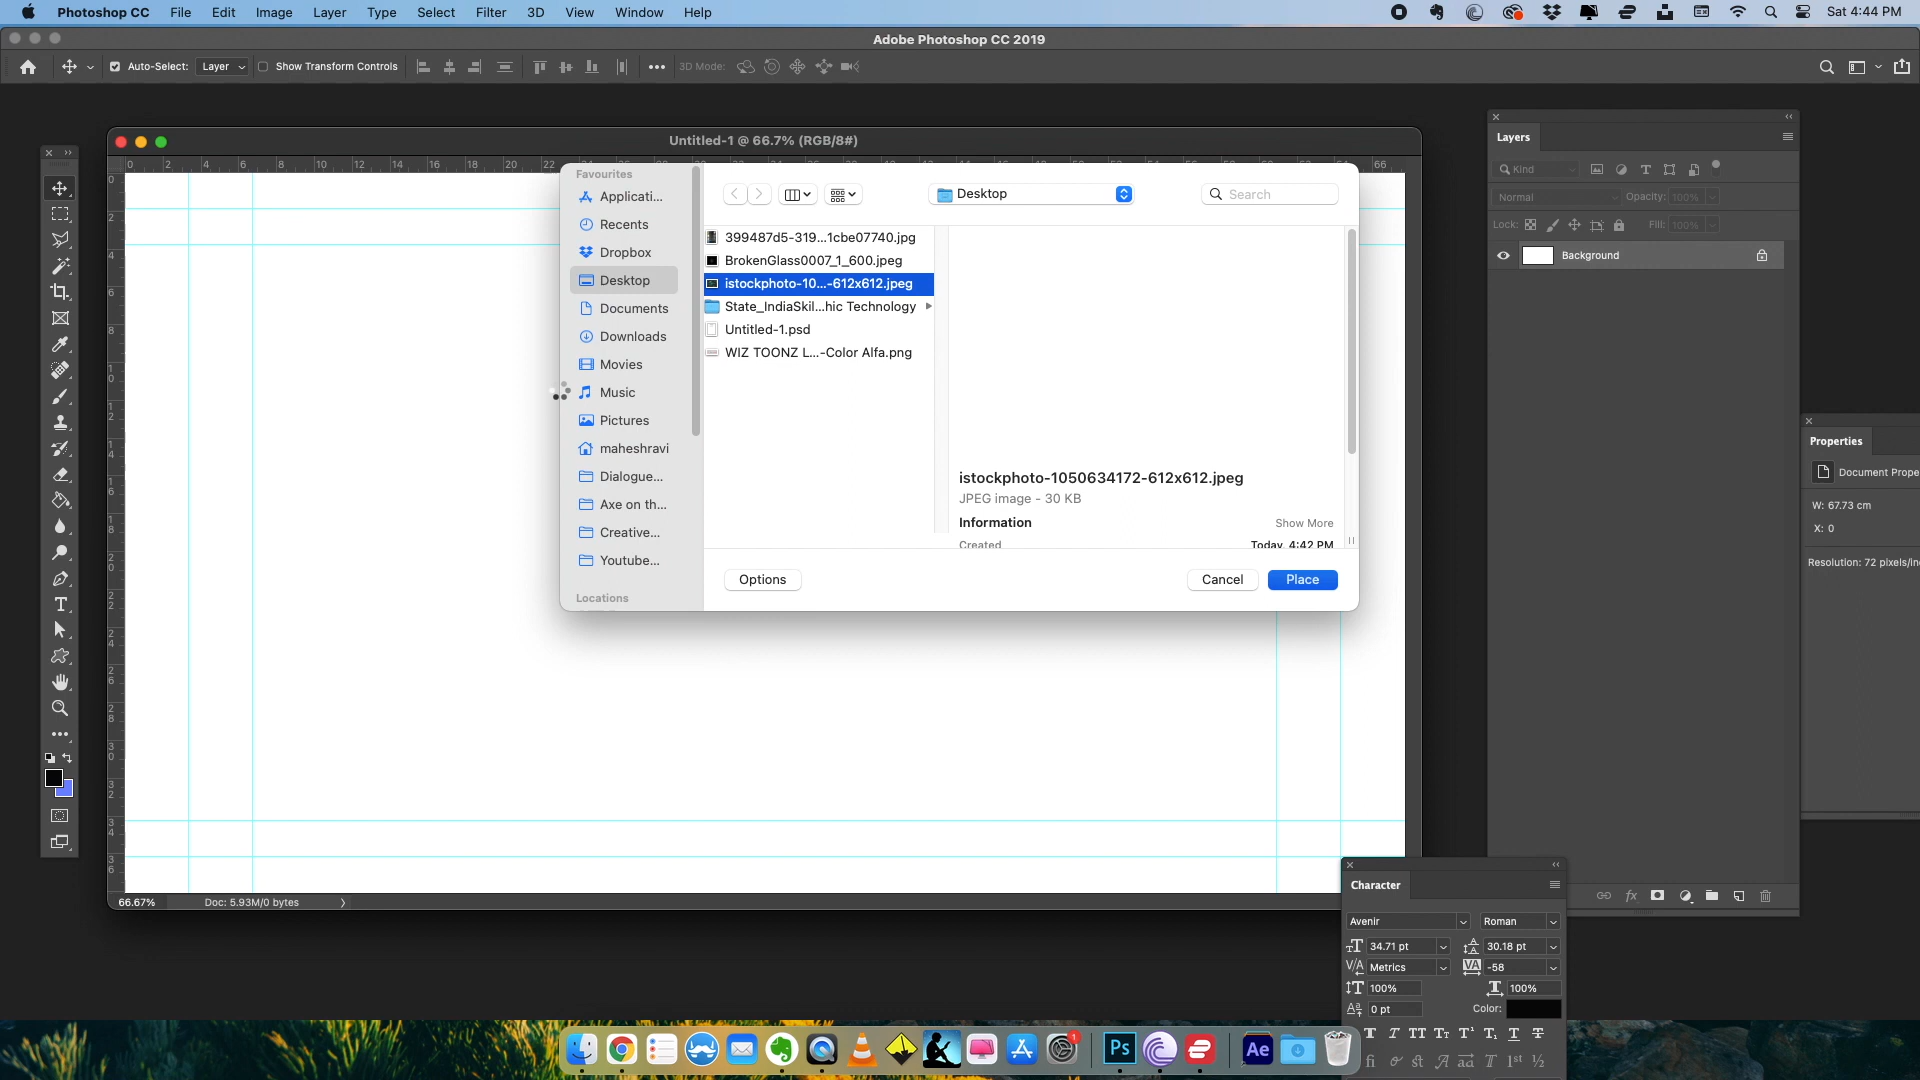 Photoshop CC File Edit Image Layer Type Select Filter 3D View Window Help Sat 4:44 PM
Adobe Photoshop CC 2019
Auto-Select: Layer Show Transform Controls 3D Mode:
Untitled-1 @ 66.7% (RGB/8#)
Favourites
Applicati...
Recents
Dropbox
Desktop
Documents
Downloads
Movies
Music
Pictures
maheshravi
Dialogue...
Axe on th...
Creative...
Youtube...
Locations
Desktop
Search
399487d5-319...1cbe07740.jpg
BrokenGlass0007_1_600.jpeg
istockphoto-10...-612x612.jpeg
State_IndiaSkil...hic Technology
Untitled-1.psd
WIZ TOONZ L...-Color Alfa.png
istockphoto-1050634172-612x612.jpeg
JPEG image - 30 KB
Information Show More
Created Today, 4:42 PM
Options Cancel Place
Layers
Kind
Normal Opacity: 100%
Lock: Fill: 100%
Background
Properties
Document Prope
W: 67.73 cm
X: 0
Resolution: 72 pixels/in
66.67% Doc: 5.93M/0 bytes
Character
Avenir Roman
34.71 pt 30.18 pt
Metrics -58
100% 100%
0 pt Color:
Ps Ae